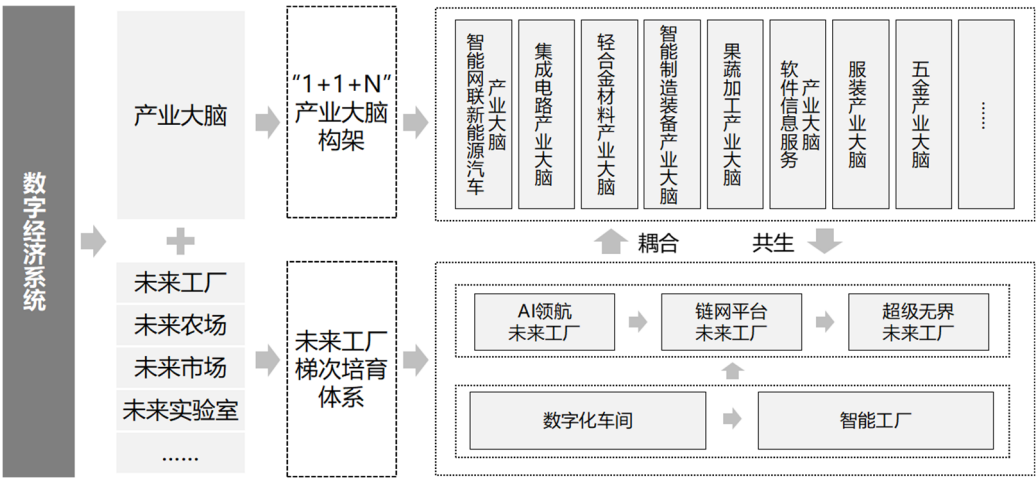 数字经济系统
产业大脑
“1+1+N”
产业大脑
构架
智能网联新能源汽车
产业大脑
集成电路产业大脑
轻合金材料产业大脑
智能制造装备产业大脑
果蔬加工产业大脑
软件信息服务
产业大脑
服装产业大脑
五金产业大脑
……
耦合
共生
未来工厂
未来农场
未来市场
未来实验室
……
未来工厂
梯次培育
体系
AI领航
未来工厂
链网平台
未来工厂
超级无界
未来工厂
数字化车间
智能工厂